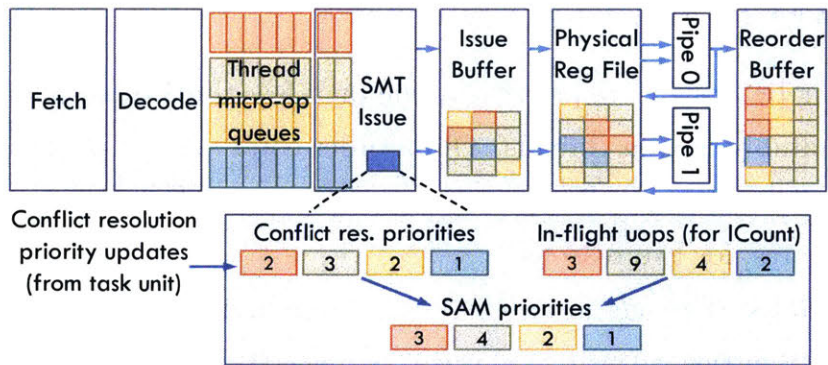 Fetch
Decode
Thread
micro-op
queues
SMT
Issue
Issue
Buffer
Physical
Reg File
Pipe 0
Pipe 1
Reorder
Buffer
Conflict resolution
priority updates
(from task unit)
Conflict res. priorities
2 3 2 1
In-flight uops (for ICount)
3 9 4 2
SAM priorities
3 4 2 1